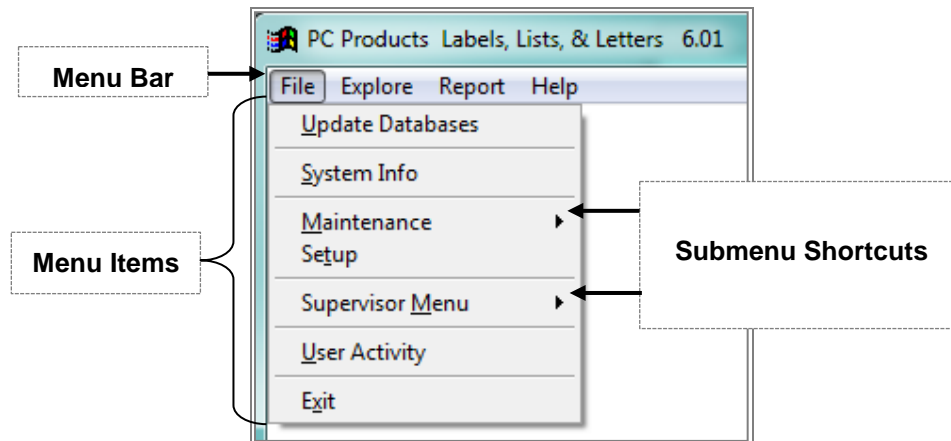 PC Products Labels, Lists, & Letters 6.01
Menu Bar
File Explore Report Help
Update Databases
System Info
Maintenance
Setup
Supervisor Menu
User Activity
Exit
Menu Items
Submenu Shortcuts